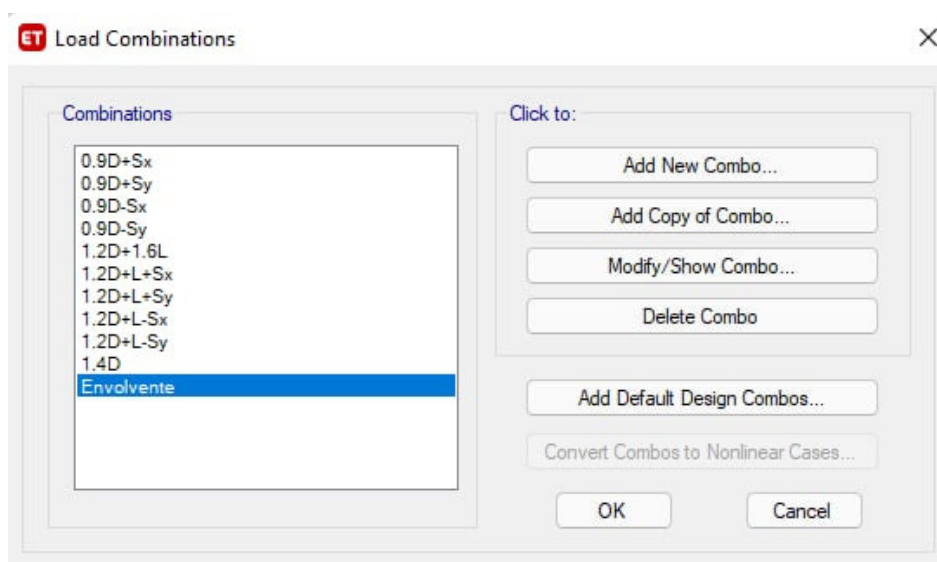 ET Load Combinations
Combinations
0.9D+Sx
0.9D+Sy
0.9D-Sx
0.9D-Sy
1.2D+1.6L
1.2D+L+Sx
1.2D+L+Sy
1.2D+L-Sx
1.2D+L-Sy
1.4D
Envolvente
Click to:
Add New Combo...
Add Copy of Combo...
Modify/Show Combo...
Delete Combo
Add Default Design Combos...
Convert Combos to Nonlinear Cases...
OK
Cancel